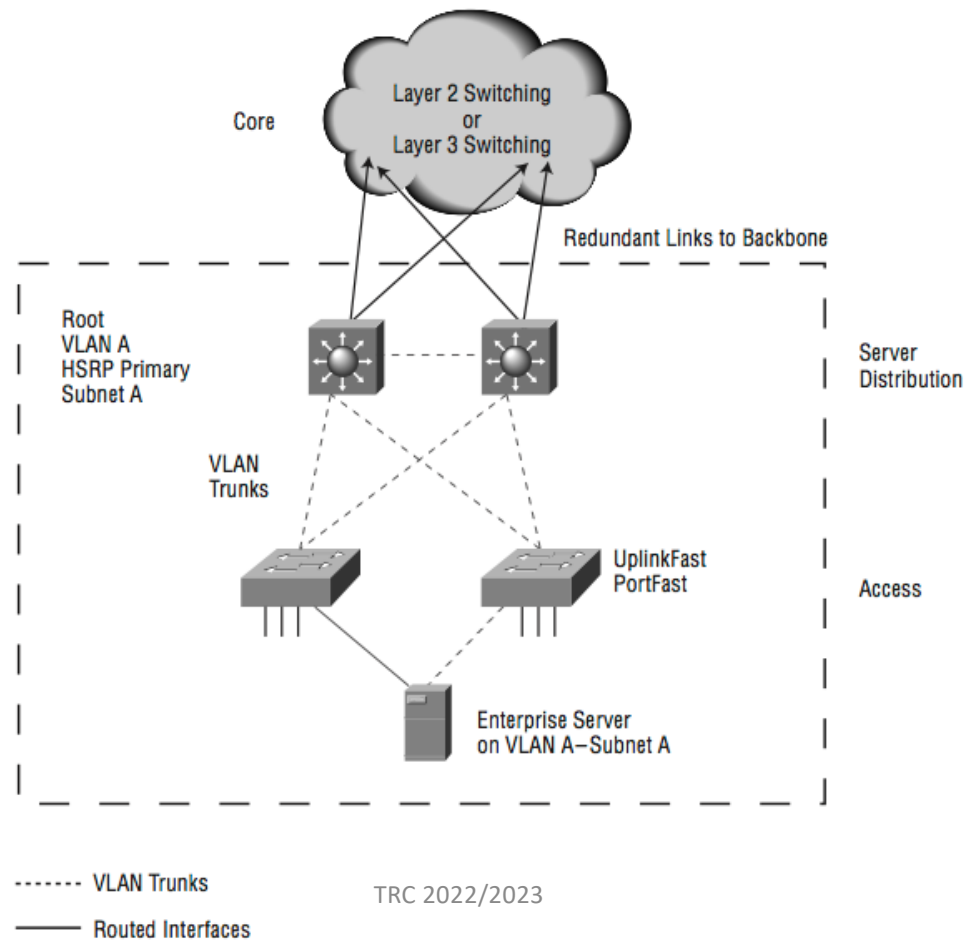 Layer 2 Switching
or
Layer 3 Switching
Core
Redundant Links to Backbone
Root
VLAN A
HSRP Primary
Subnet A
Server
Distribution
VLAN
Trunks
UplinkFast
PortFast
Access
Enterprise Server
on VLAN A–Subnet A
VLAN Trunks
TRC 2022/2023
Routed Interfaces